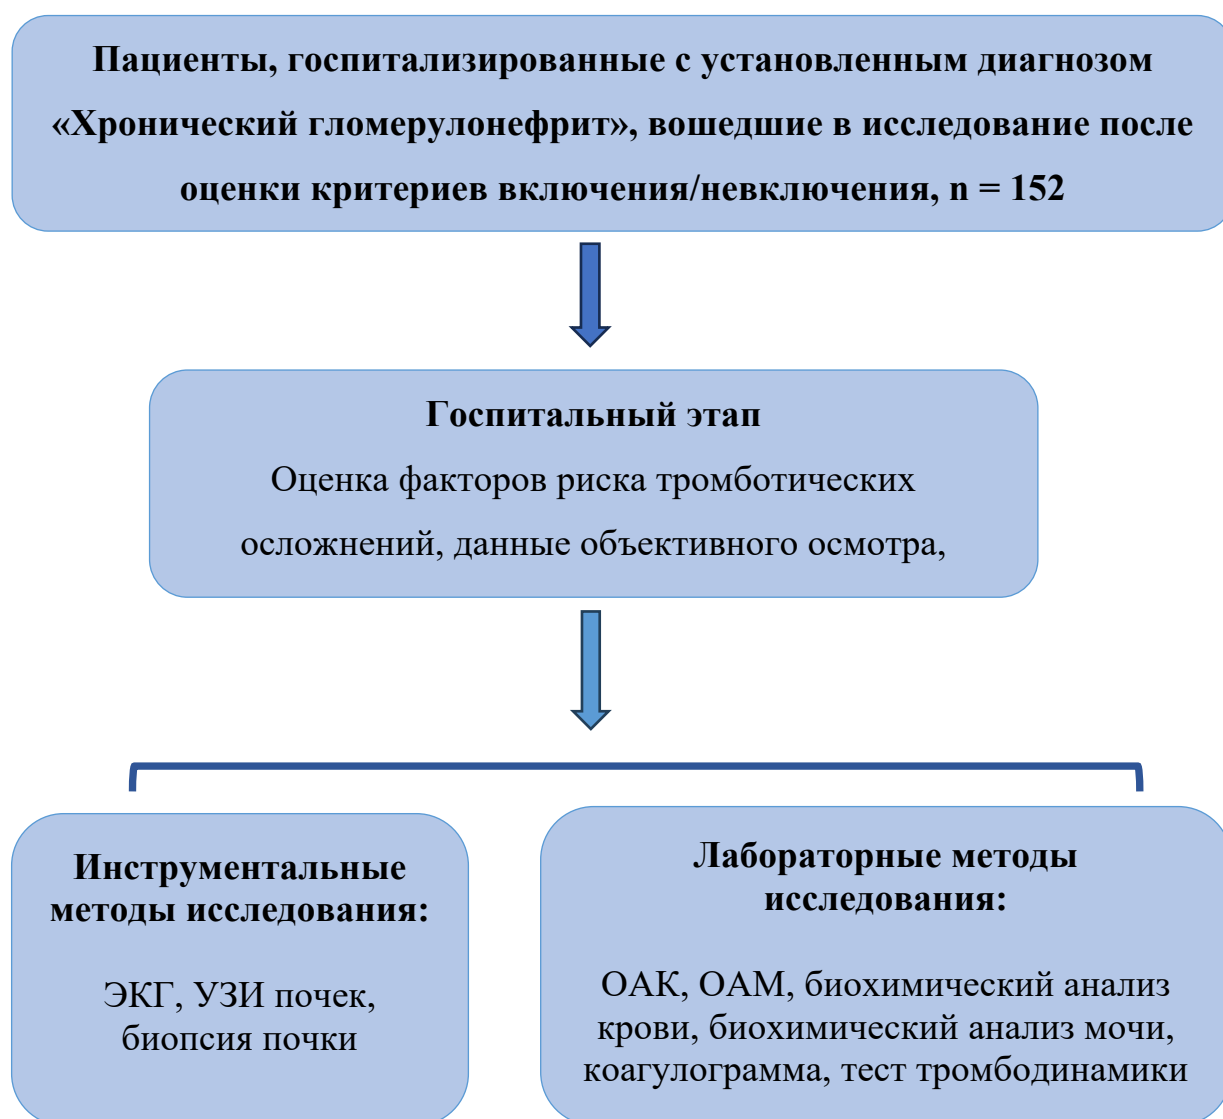 Пациенты, госпитализированные с установленным диагнозом
«Хронический гломерулонефрит», вошедшие в исследование после
оценки критериев включения/невключения, n = 152
Госпитальный этап
Оценка факторов риска тромботических
осложнений, данные объективного осмотра,
Инструментальные
методы исследования:
ЭКГ, УЗИ почек,
биопсия почки
Лабораторные методы
исследования:
ОАК, ОАМ, биохимический анализ
крови, биохимический анализ мочи,
коагулограмма, тест тромбодинамики